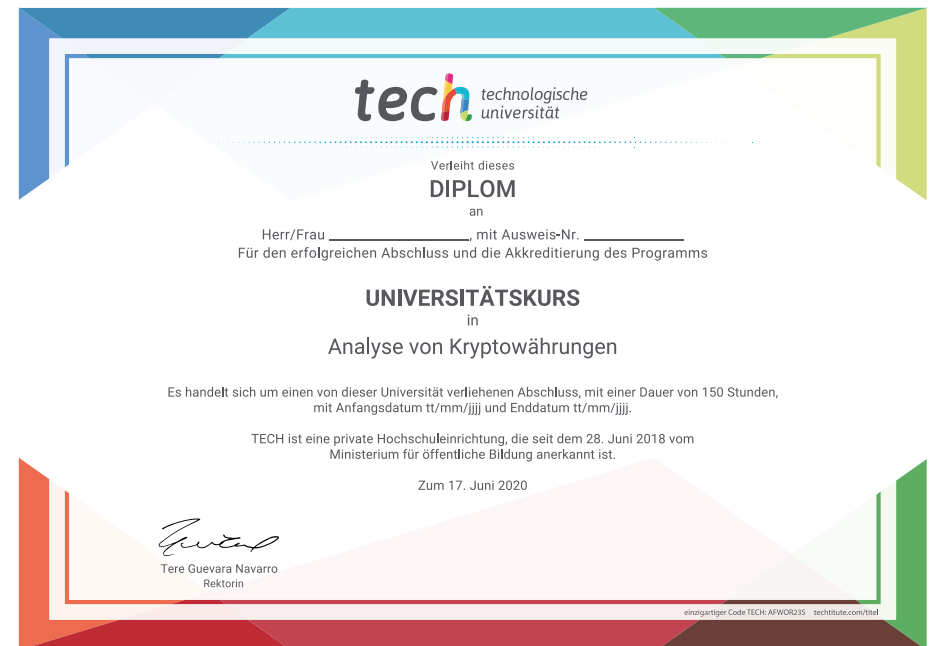 tech technologische
universität
Verleiht dieses
DIPLOM
an
Herr/Frau ____________________, mit Ausweis-Nr. ______________
Für den erfolgreichen Abschluss und die Akkreditierung des Programms
UNIVERSITÄTSKURS
in
Analyse von Kryptowährungen
Es handelt sich um einen von dieser Universität verliehenen Abschluss, mit einer Dauer von 150 Stunden,
mit Anfangsdatum tt/mm/jjjj und Enddatum tt/mm/jjjj.
TECH ist eine private Hochschuleinrichtung, die seit dem 28. Juni 2018 vom
Ministerium für öffentliche Bildung anerkannt ist.
Zum 17. Juni 2020
Tere Guevara Navarro
Rektorin
einzigartiger Code TECH: AFWOR23S techtitute.com/titel